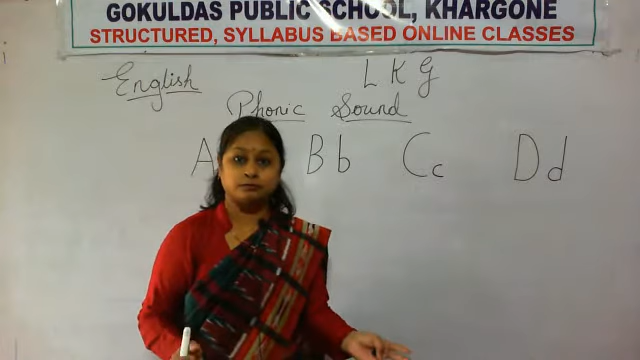 GOKULDAS PUBLIC SCHOOL, KHARGONE
STRUCTURED, SYLLABUS BASED ONLINE CLASSES
English LKG
Phonic Sound
A Bb Cc Dd